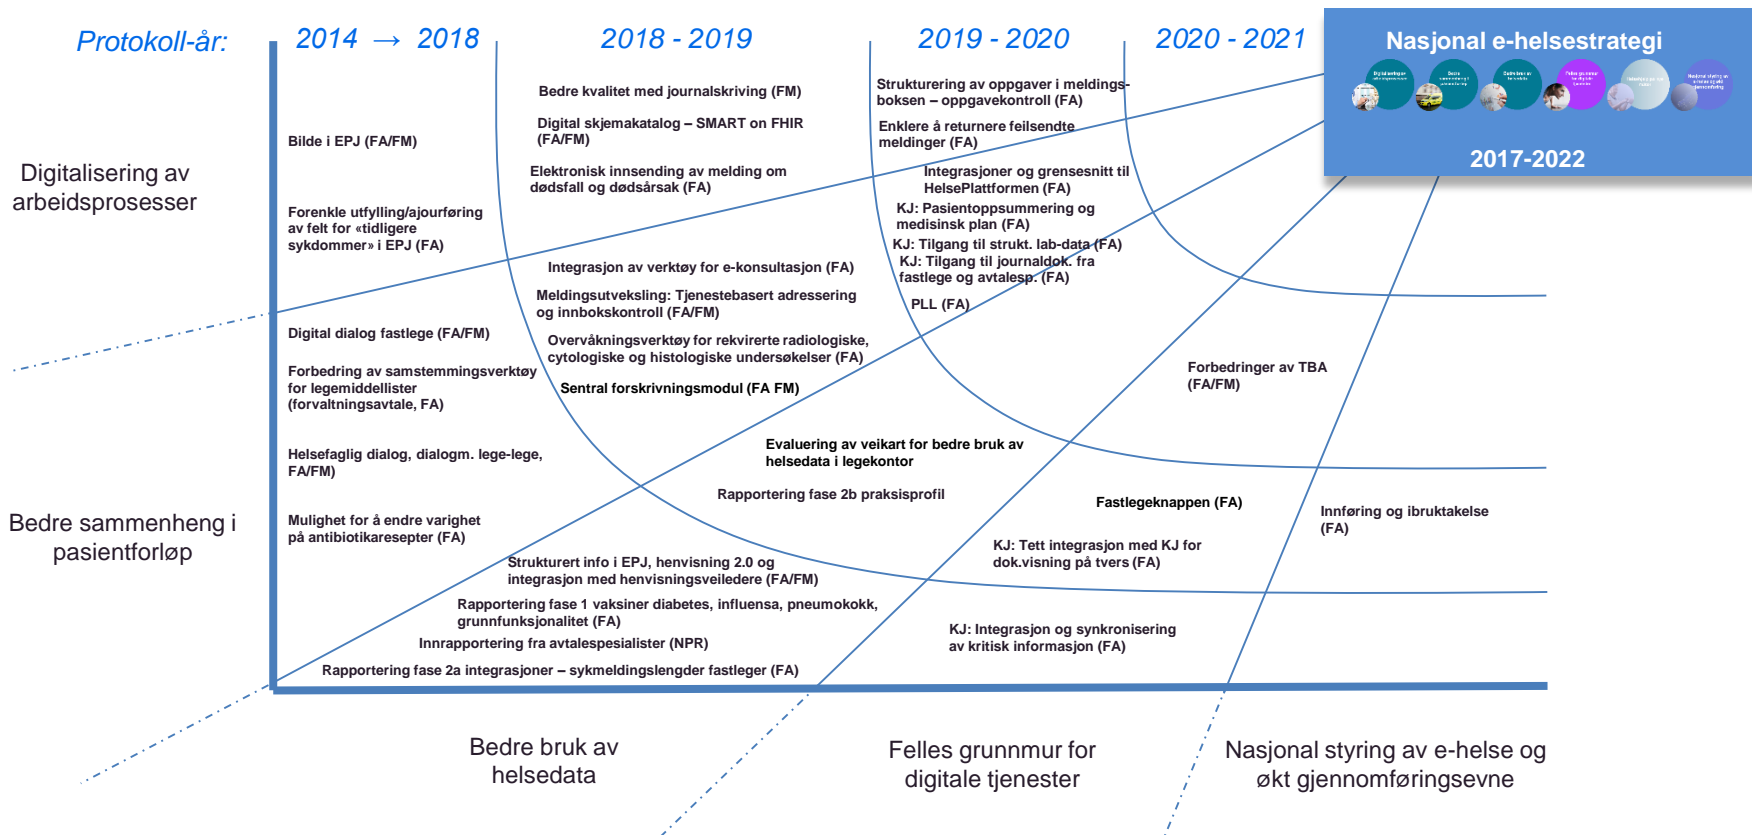 Protokoll-år:
2014 → 2018
2018 - 2019
2019 - 2020
2020 - 2021
Nasjonal e-helsestrategi
2017-2022
Digitalisering av
arbeidsprosesser
Bedre sammenheng i
pasientforløp
Bilde i EPJ (FA/FM)
Forenkle utfylling/ajourføring
av felt for «tidligere
sykdommer» i EPJ (FA)
Digital dialog fastlege (FA/FM)
Forbedring av samstemmingsverktøy
for legemiddellister
(forvaltningsavtale, FA)
Helsefaglig dialog, dialogm. lege-lege,
FA/FM)
Mulighet for å endre varighet
på antibiotikaresepter (FA)
Bedre kvalitet med journalskriving (FM)
Digital skjemakatalog – SMART on FHIR
(FA/FM)
Elektronisk innsending av melding om
dødsfall og dødsårsak (FA)
Integrasjon av verktøy for e-konsultasjon (FA)
Meldingsutveksling: Tjenestebasert adressering
og innbokskontroll (FA/FM)
Overvåkningsverktøy for rekvirerte radiologiske,
cytologiske og histologiske undersøkelser (FA)
Sentral forskrivningsmodul (FA FM)
Strukturering av oppgaver i meldings-
boksen – oppgavekontroll (FA)
Enklere å returnere feilsendte
meldinger (FA)
Integrasjoner og grensesnitt til
HelsePlattformen (FA)
KJ: Pasientoppsummering og
medisinsk plan (FA)
KJ: Tilgang til strukt. lab-data (FA)
KJ: Tilgang til journaldok. fra
fastlege og avtalesp. (FA)
PLL (FA)
Forbedringer av TBA
(FA/FM)
Evaluering av veikart for bedre bruk av
helsedata i legekontor
Rapportering fase 2b praksisprofil
Fastlegeknappen (FA)
Innføring og ibruktakelse
(FA)
KJ: Tett integrasjon med KJ for
dok.visning på tvers (FA)
Strukturert info i EPJ, henvisning 2.0 og
integrasjon med henvisningsveiledere (FA/FM)
Rapportering fase 1 vaksiner diabetes, influensa, pneumokokk,
grunnfunksjonalitet (FA)
Innrapportering fra avtalespesialister (NPR)
Rapportering fase 2a integrasjoner – sykmeldingslengder fastleger (FA)
KJ: Integrasjon og synkronisering
av kritisk informasjon (FA)
Bedre bruk av
helsedata
Felles grunnmur for
digitale tjenester
Nasjonal styring av e-helse og
økt gjennomføringsevne